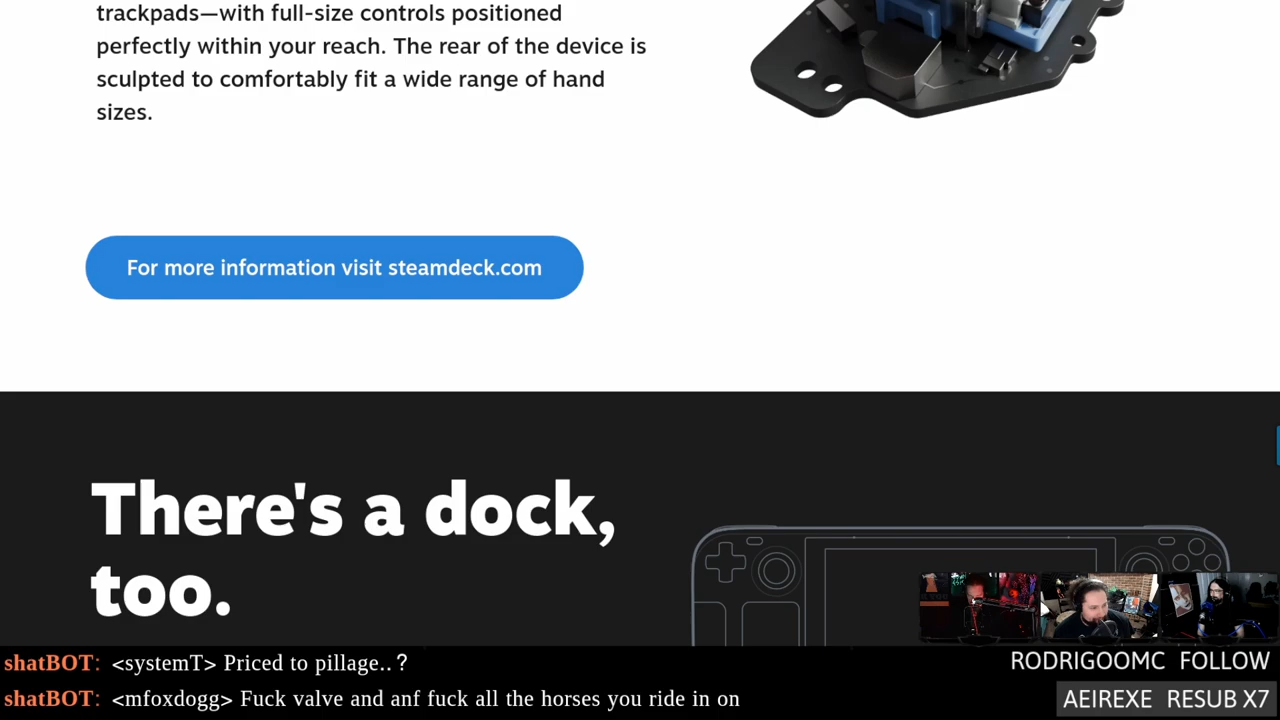 trackpads—with full-size controls positioned
perfectly within your reach. The rear of the device is
sculpted to comfortably fit a wide range of hand
sizes.
For more information visit steamdeck.com
There's a dock,
too.
shatBOT: <systemT> Priced to pillage..?
RODRIGOOMC FOLLOW
shatBOT: <mfoxdogg> Fuck valve and anf fuck all the horses you ride in on
AEIREXE RESUB X7